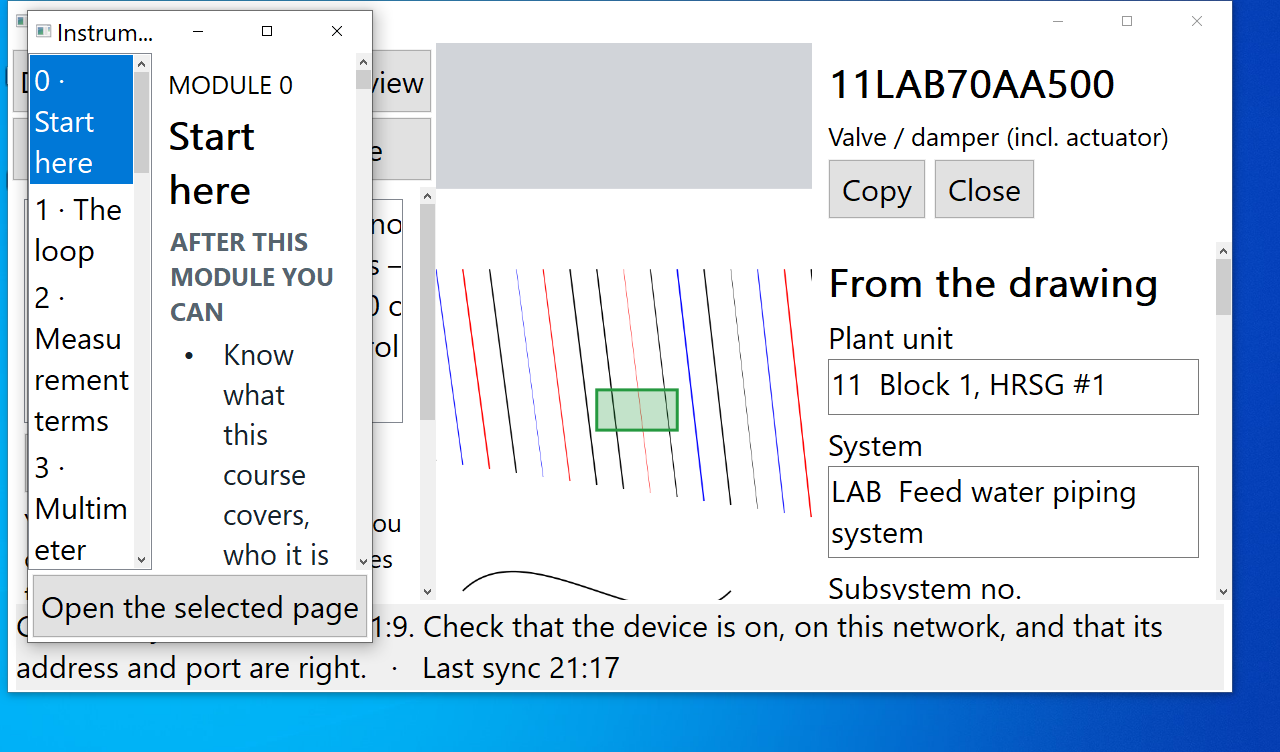 Instrum...
0 ·
Start
here
1 · The
loop
2 ·
Measu
rement
terms
3 ·
Multim
eter
MODULE 0
Start
here
AFTER THIS
MODULE YOU
CAN
• Know
what
this
course
covers,
who it is
Open the selected page
11LAB70AA500
Valve / damper (incl. actuator)
Copy
Close
From the drawing
Plant unit
11 Block 1, HRSG #1
System
LAB Feed water piping
system
Subsystem no.
1:9. Check that the device is on, on this network, and that its
address and port are right. · Last sync 21:17